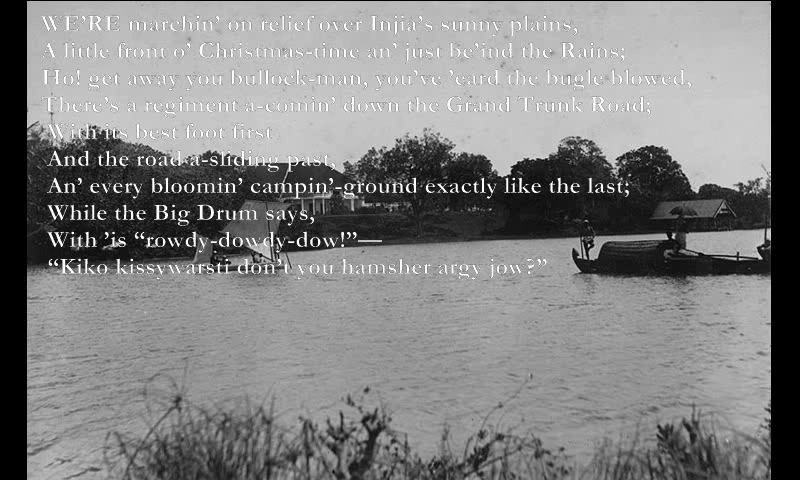 WE'RE marchin' on relief over Injia's sunny plains,
A little front o' Christmas-time an' just be'ind the Rains;
Ho! get away you bullock-man, you've 'eard the bugle blowed,
There's a regiment a-comin' down the Grand Trunk Road;
With its best foot first
And the road a-sliding past,
An' every bloomin' campin'-ground exactly like the last;
While the Big Drum says,
With 'is “rowdy-dowdy-dow!”—
“Kiko kissywarsti don't you hamsher argy jow?”